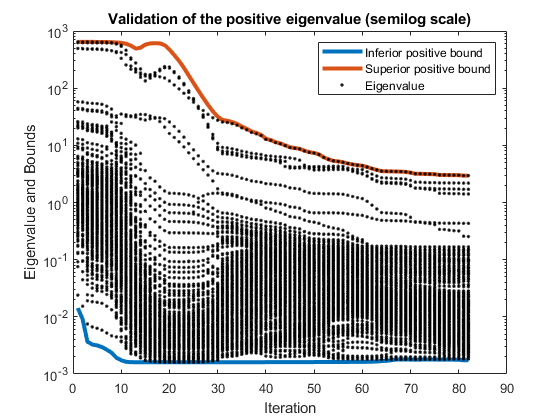 Validation of the positive eigenvalue (semilog scale)
Inferior positive bound
Superior positive bound
Eigenvalue
Eigenvalue and Bounds
10^3
10^2
10^1
10^0
10^-1
10^-2
10^-3
0 10 20 30 40 50 60 70 80 90
Iteration